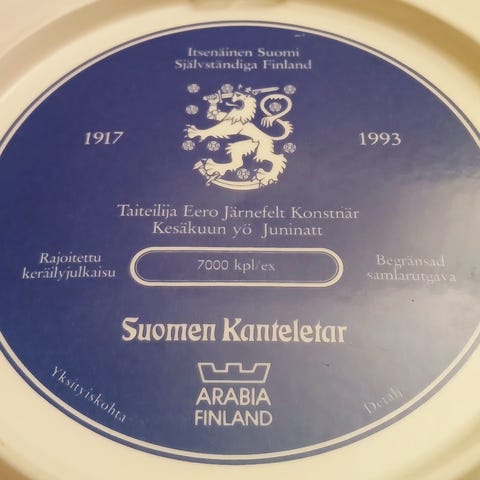 Itsenäinen Suomi
Självständiga Finland
1917
1993
Taiteilija Eero Järnefelt Konstnär
Kesäkuun yö Juninatt
Rajoitettu
keräilyjulkaisu
7000 kpl/ex
Begränsad
samlarutgava
Suomen Kanteletar
Yksityiskohta
ARABIA
FINLAND
Detalj